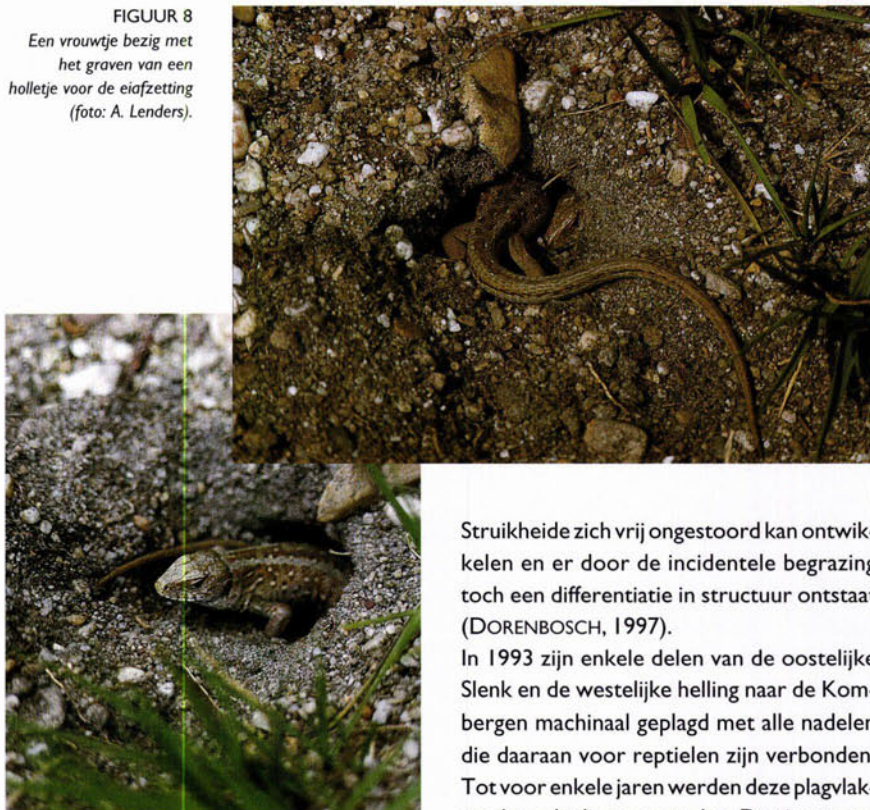 FIGUUR 8
Een vrouwtje bezig met
het graven van een
holletje voor de eiafzetting
(foto: A. Lenders).
Struikheide zich vrij ongestoord kan ontwik-
kelen en er door de incidentele begrazing
toch een differentiatie in structuur ontstaat
(DORENBOSCH, 1997).
In 1993 zijn enkele delen van de oostelijke
Slenk en de westelijke helling naar de Kom-
bergen machinaal geplagd met alle nadelen
die daaraan voor reptielen zijn verbonden
Tot voor enkele jaren werden deze plagvlak-